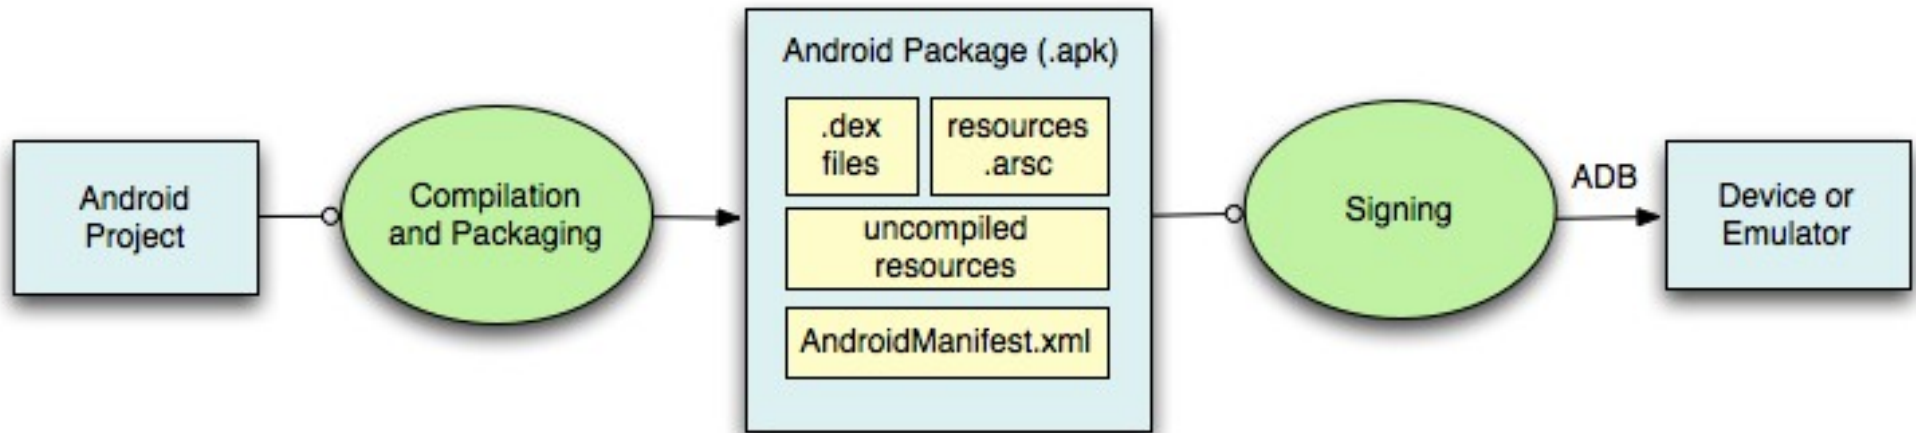 Android
Project
Compilation
and Packaging
Android Package (.apk)
.dex
files
resources
.arsc
uncompiled
resources
AndroidManifest.xml
Signing
ADB
Device or
Emulator